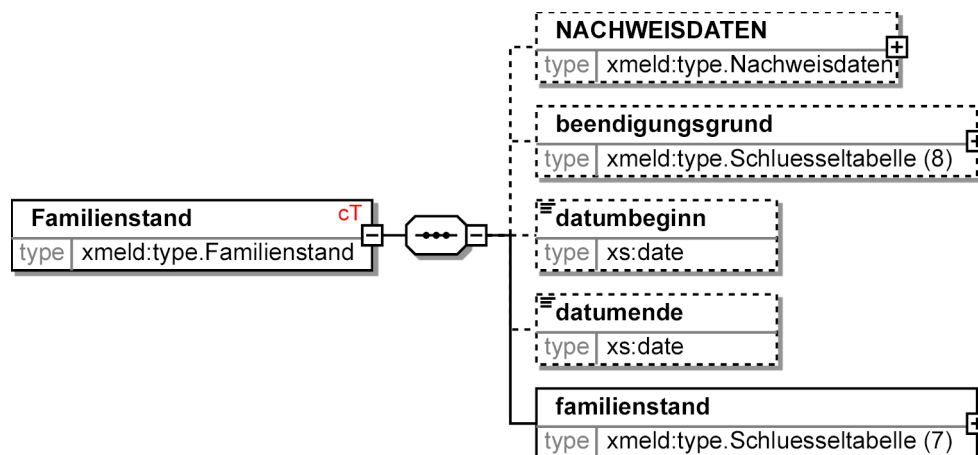 NACHWEISDATEN
type xmeld:type.Nachweisdaten
beendigungsgrund
type xmeld:type.Schluesseltabelle (8)
Familienstand cT
type xmeld:type.Familienstand
datumbeginn
type xs:date
datumende
type xs:date
familienstand
type xmeld:type.Schluesseltabelle (7)